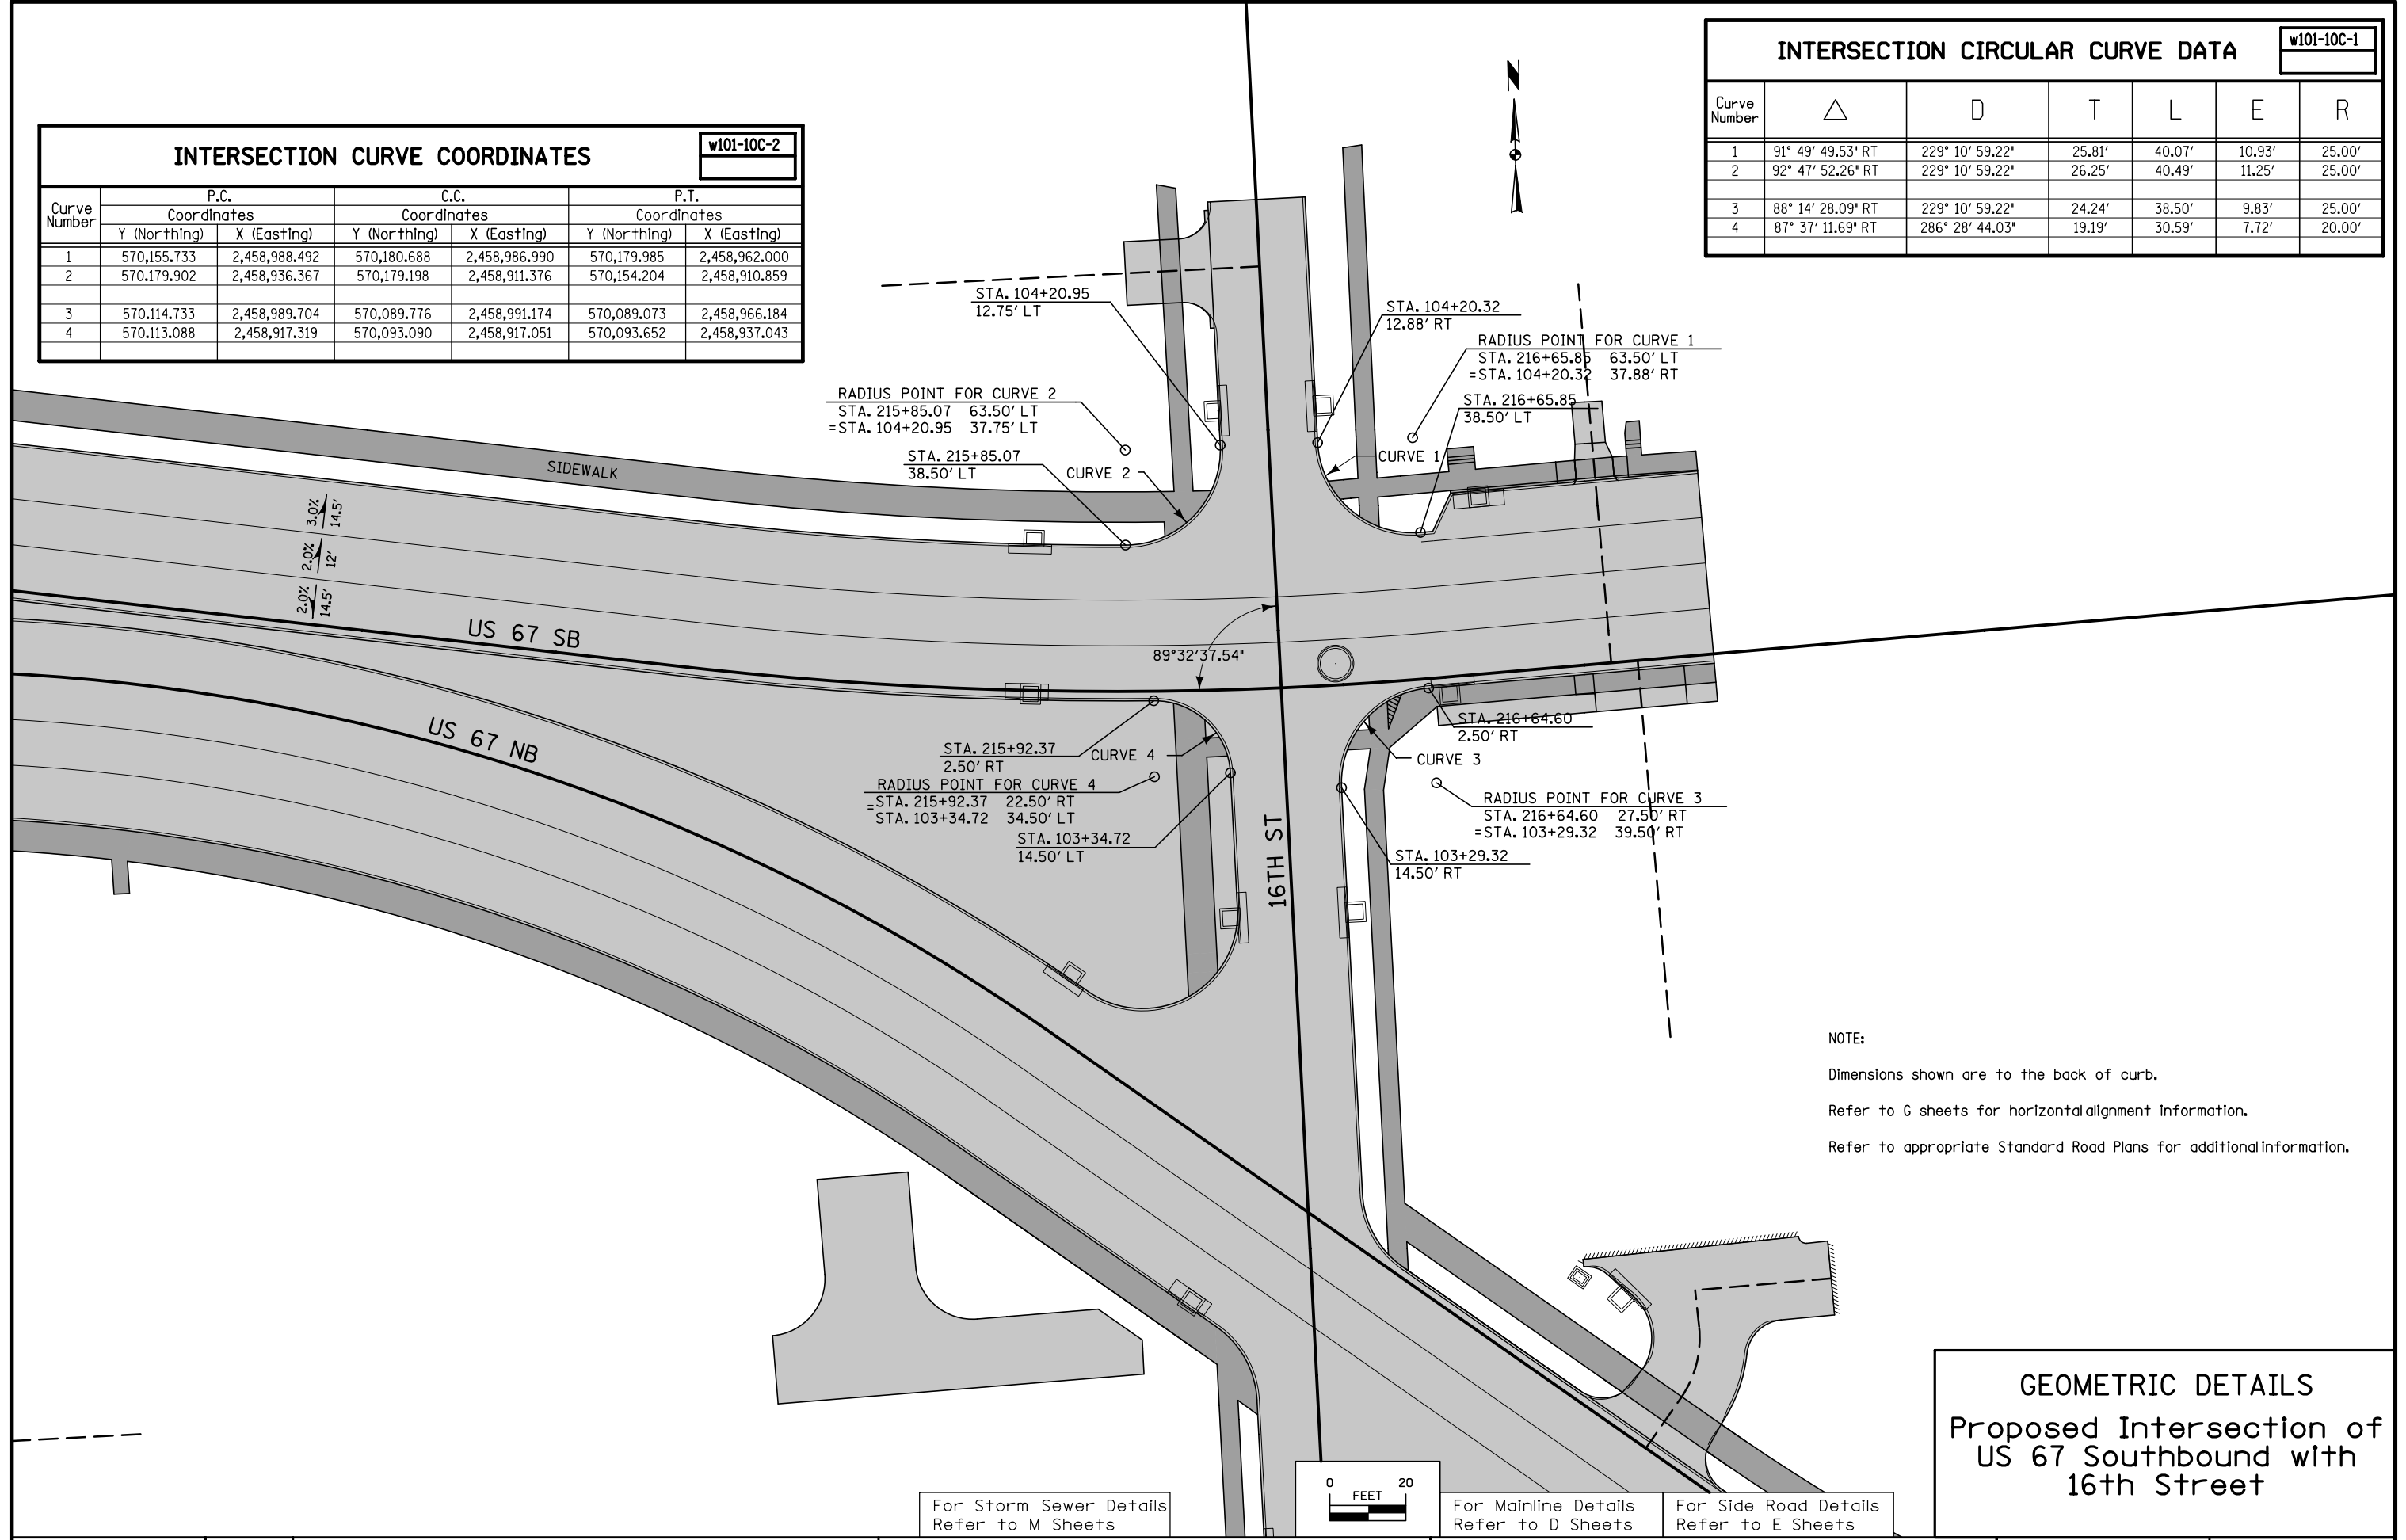 INTERSECTION CURVE COORDINATES
w101-10C-2
P.C. C.C. P.T.
Curve Number Coordinates Coordinates Coordinates
Y (Northing) X (Easting) Y (Northing) X (Easting) Y (Northing) X (Easting)
1 570,155.733 2,458,988.492 570,180.688 2,458,986.990 570,179.985 2,458,962.000
2 570.179.902 2,458,936.367 570,179.198 2,458,911.376 570,154.204 2,458,910.859
3 570.114.733 2,458,989.704 570,089.776 2,458,991.174 570,089.073 2,458,966.184
4 570.113.088 2,458,917.319 570,093.090 2,458,917.051 570,093.652 2,458,937.043
N
INTERSECTION CIRCULAR CURVE DATA
w101-10C-1
Curve Number △ D T L E R
1 91° 49' 49.53" RT 229° 10' 59.22" 25.81' 40.07' 10.93' 25.00'
2 92° 47' 52.26" RT 229° 10' 59.22" 26.25' 40.49' 11.25' 25.00'
3 88° 14' 28.09" RT 229° 10' 59.22" 24.24' 38.50' 9.83' 25.00'
4 87° 37' 11.69" RT 286° 28' 44.03" 19.19' 30.59' 7.72' 20.00'
STA. 104+20.95
12.75' LT
STA. 104+20.32
12.88' RT
RADIUS POINT FOR CURVE 1
STA. 216+65.85 63.50' LT
=STA. 104+20.32 37.88' RT
RADIUS POINT FOR CURVE 2
STA. 215+85.07 63.50' LT
=STA. 104+20.95 37.75' LT
STA. 216+65.85
38.50' LT
STA. 215+85.07
38.50' LT
CURVE 2
CURVE 1
SIDEWALK
3.0%
14.5'
2.0%
12'
2.0%
14.5'
US 67 SB
89°32'37.54"
US 67 NB
STA. 216+64.60
2.50' RT
STA. 215+92.37
2.50' RT
CURVE 4
CURVE 3
RADIUS POINT FOR CURVE 4
=STA. 215+92.37 22.50' RT
STA. 103+34.72 34.50' LT
RADIUS POINT FOR CURVE 3
STA. 216+64.60 27.50' RT
=STA. 103+29.32 39.50' RT
STA. 103+34.72
14.50' LT
16TH ST
STA. 103+29.32
14.50' RT
NOTE:
Dimensions shown are to the back of curb.
Refer to G sheets for horizontal alignment information.
Refer to appropriate Standard Road Plans for additional information.
GEOMETRIC DETAILS
Proposed Intersection of
US 67 Southbound with
16th Street
For Storm Sewer Details
Refer to M Sheets
0 20
FEET
For Mainline Details
Refer to D Sheets
For Side Road Details
Refer to E Sheets